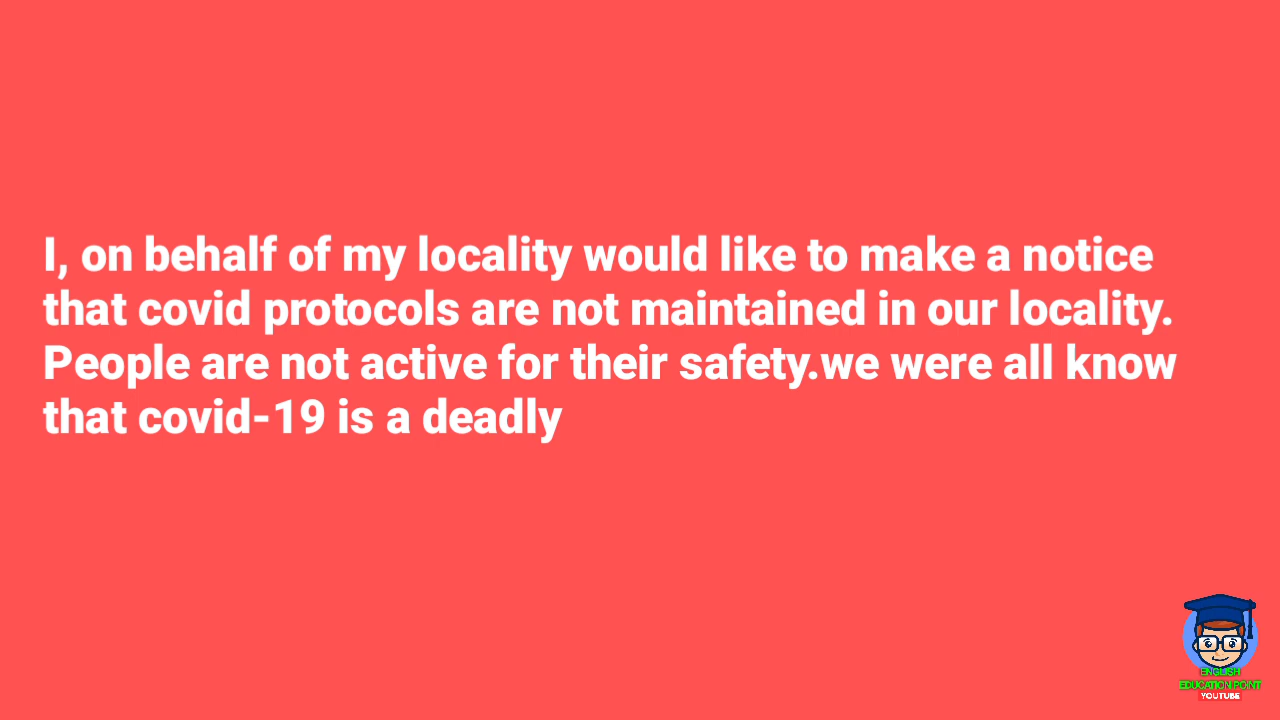 I, on behalf of my locality would like to make a notice
that covid protocols are not maintained in our locality.
People are not active for their safety.we were all know
that covid-19 is a deadly
ENGLISH
EDUCATION POINT
YOUTUBE